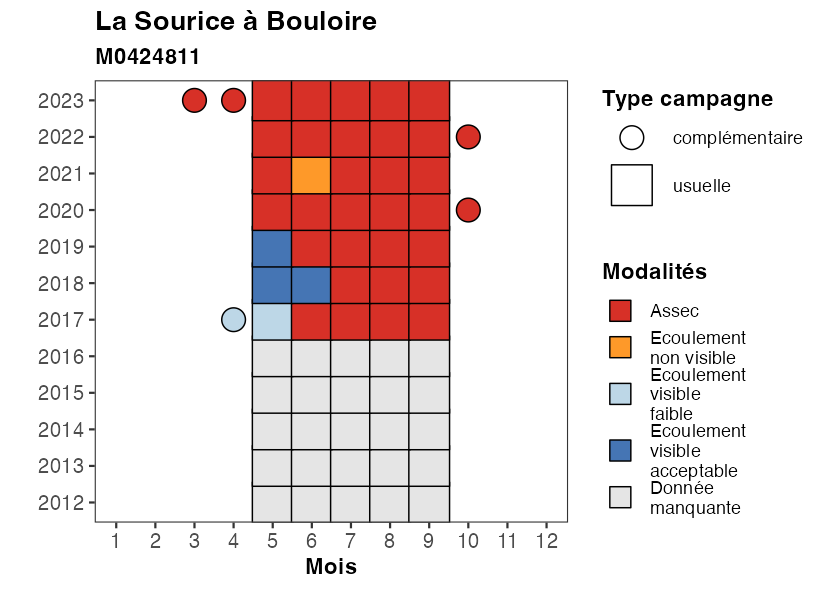 La Sourice à Bouloire
M0424811
2023
2022
2021
2020
2019
2018
2017
2016
2015
2014
2013
2012
1 2 3 4 5 6 7 8 9 10 11 12
Mois
Type campagne
complémentaire
usuelle
Modalités
Assec
Ecoulement
non visible
Ecoulement
visible
faible
Ecoulement
visible
acceptable
Donnée
manquante